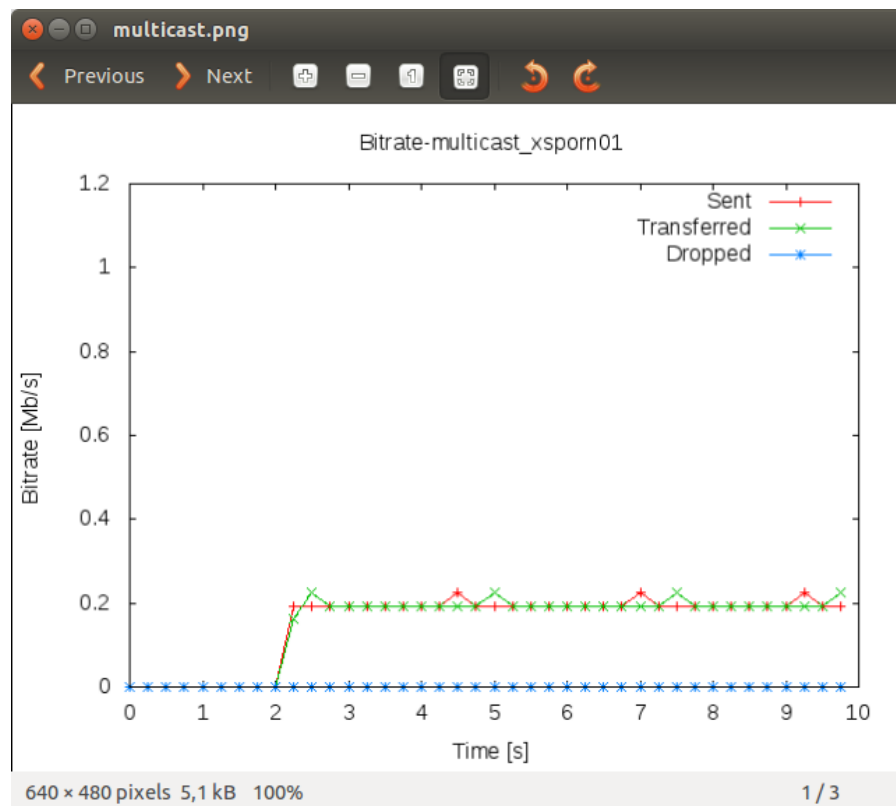 multicast.png
Previous Next
Bitrate-multicast_xsporn01
1.2
1
0.8
0.6
0.4
0.2
0
Bitrate [Mb/s]
Sent
Transferred
Dropped
0 1 2 3 4 5 6 7 8 9 10
Time [s]
640 × 480 pixels 5,1 kB 100% 1 / 3